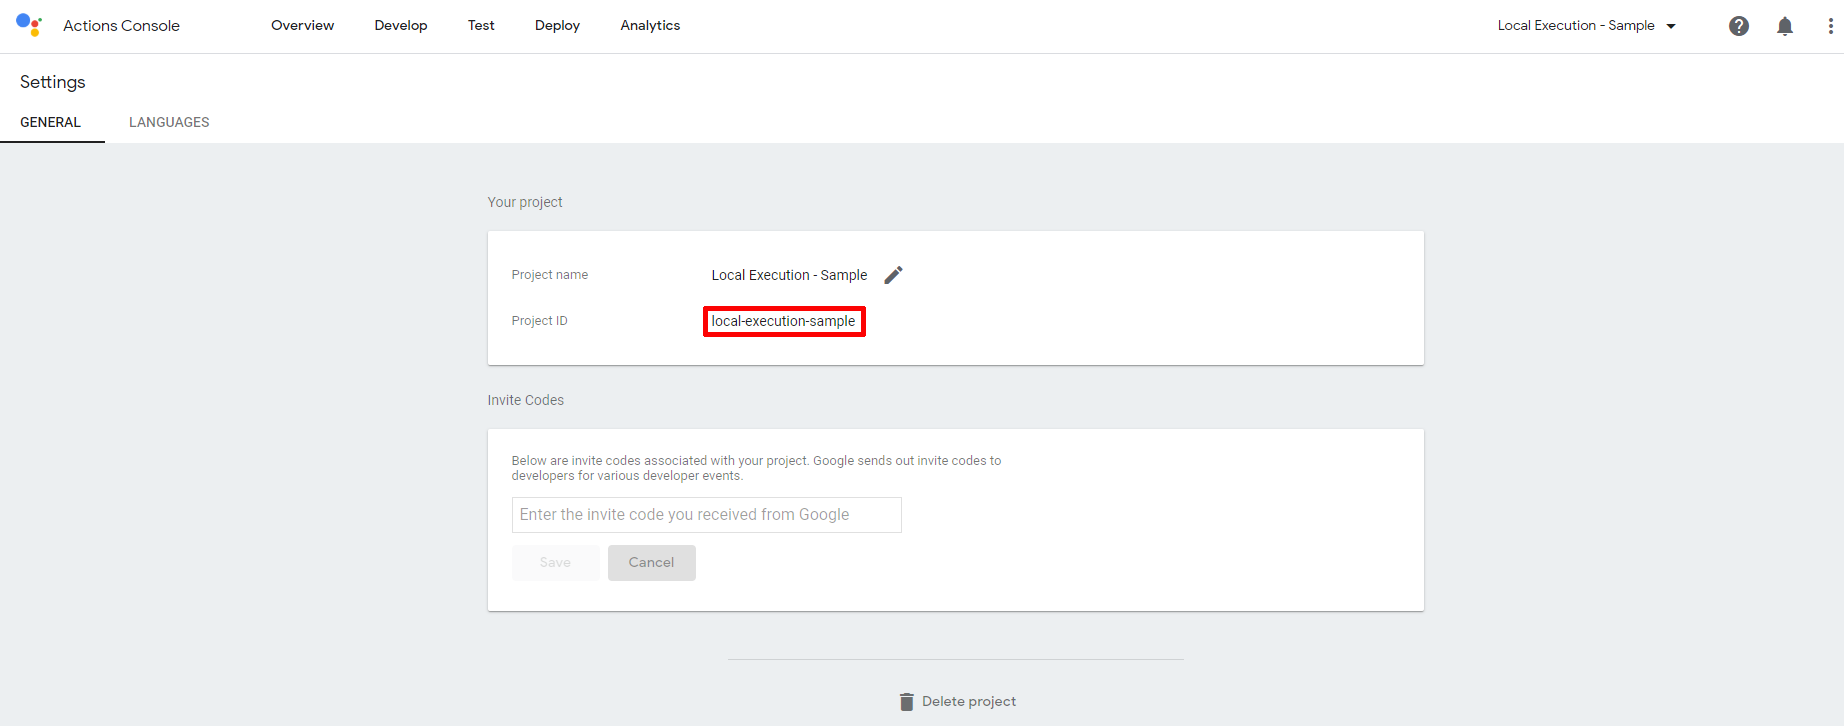 Actions Console
Overview
Develop
Test
Deploy
Analytics
Local Execution - Sample
Settings
GENERAL
LANGUAGES
Your project
Project name
Local Execution - Sample
Project ID
local-execution-sample
Invite Codes
Below are invite codes associated with your project. Google sends out invite codes to
developers for various developer events.
Enter the invite code you received from Google
Save
Cancel
Delete project